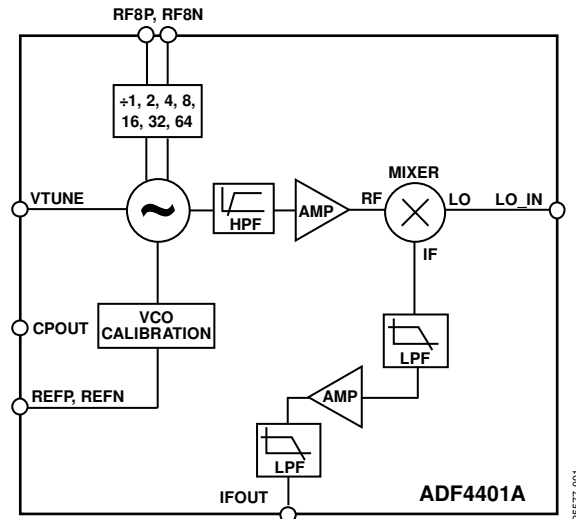 RF8P, RF8N
÷1, 2, 4, 8,
16, 32, 64
MIXER
VTUNE
HPF
AMP
RF
LO
LO_IN
IF
CPOUT
VCO
CALIBRATION
LPF
REFP, REFN
AMP
LPF
IFOUT
ADF4401A